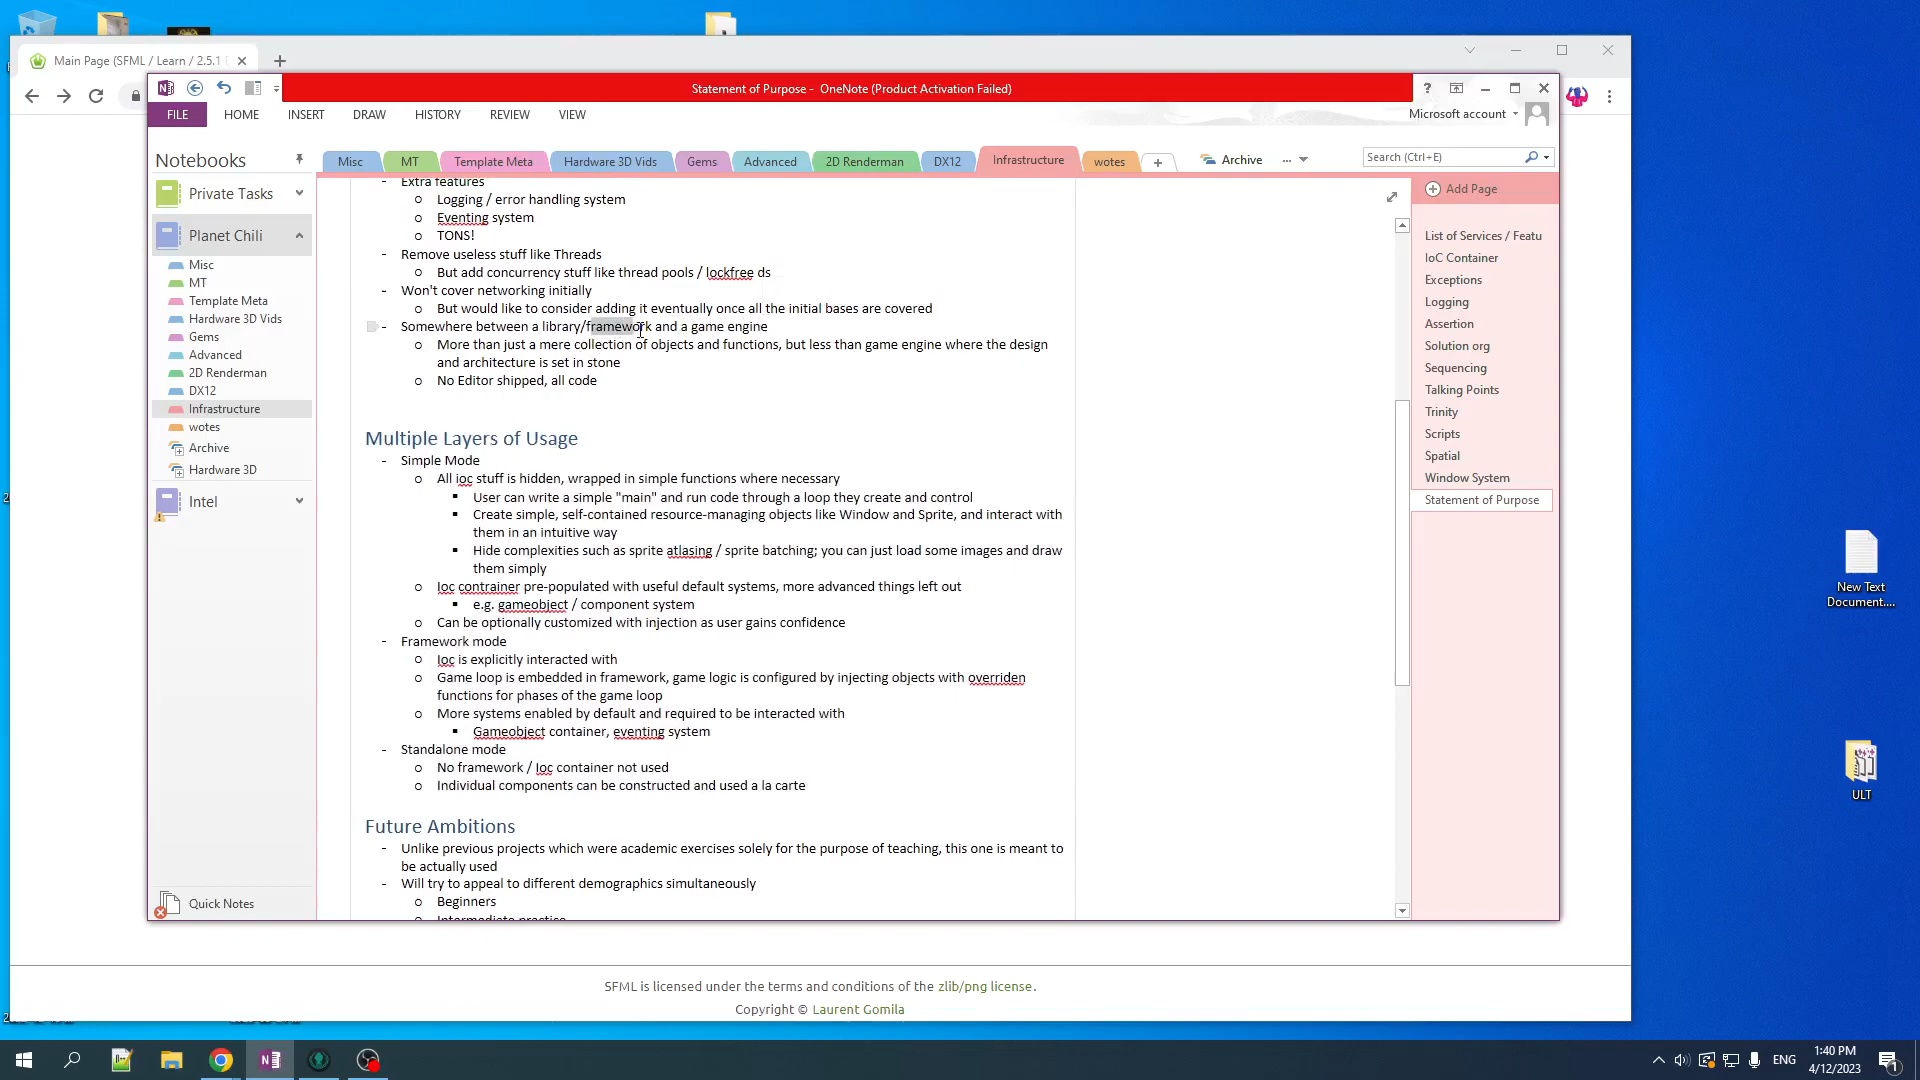 Main Page (SFML / Learn / 2.5.1
Statement of Purpose - OneNote (Product Activation Failed)
FILE HOME INSERT DRAW HISTORY REVIEW VIEW
Microsoft account
Notebooks
Misc MT Template Meta Hardware 3D Vids Gems Advanced 2D Renderman DX12 Infrastructure wotes Archive
Search (Ctrl+E)
Private Tasks
Planet Chili
Misc
MT
Template Meta
Hardware 3D Vids
Gems
Advanced
2D Renderman
DX12
Infrastructure
wotes
Archive
Hardware 3D
Intel
Quick Notes
- Extra features
o Logging / error handling system
o Eventing system
o TONS!
- Remove useless stuff like Threads
o But add concurrency stuff like thread pools / lockfree ds
- Won't cover networking initially
o But would like to consider adding it eventually once all the initial bases are covered
- Somewhere between a library/framework and a game engine
o More than just a mere collection of objects and functions, but less than game engine where the design
and architecture is set in stone
o No Editor shipped, all code
Multiple Layers of Usage
- Simple Mode
o All ioc stuff is hidden, wrapped in simple functions where necessary
▪ User can write a simple "main" and run code through a loop they create and control
▪ Create simple, self-contained resource-managing objects like Window and Sprite, and interact with
them in an intuitive way
▪ Hide complexities such as sprite atlasing / sprite batching; you can just load some images and draw
them simply
o Ioc contrainer pre-populated with useful default systems, more advanced things left out
▪ e.g. gameobject / component system
o Can be optionally customized with injection as user gains confidence
- Framework mode
o Ioc is explicitly interacted with
o Game loop is embedded in framework, game logic is configured by injecting objects with overriden
functions for phases of the game loop
o More systems enabled by default and required to be interacted with
▪ Gameobject container, eventing system
- Standalone mode
o No framework / Ioc container not used
o Individual components can be constructed and used a la carte
Future Ambitions
- Unlike previous projects which were academic exercises solely for the purpose of teaching, this one is meant to
be actually used
- Will try to appeal to different demographics simultaneously
o Beginners
o Intermediate practice
Add Page
List of Services / Featu
IoC Container
Exceptions
Logging
Assertion
Solution org
Sequencing
Talking Points
Trinity
Scripts
Spatial
Window System
Statement of Purpose
New Text
Document....
ULT
SFML is licensed under the terms and conditions of the zlib/png license.
Copyright © Laurent Gomila
ENG
1:40 PM
4/12/2023
1